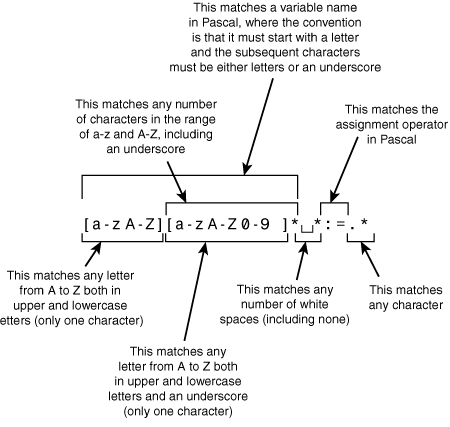 This matches a variable name
in Pascal, where the convention
is that it must start with a letter
and the subsequent characters
must be either letters or an underscore
This matches any number
of characters in the range
of a-z and A-Z, including
an underscore
This matches the
assignment operator
in Pascal
[a-zA-Z][a-zA-Z0-9 ]*␣*:=.*
This matches any letter
from A to Z both in
upper and lowercase
etters (only one character)
This matches any
number of white
spaces (including none)
This matches
any character
This matches any
letter from A to Z both
in upper and lowercase
letters and an underscore
(only one character)